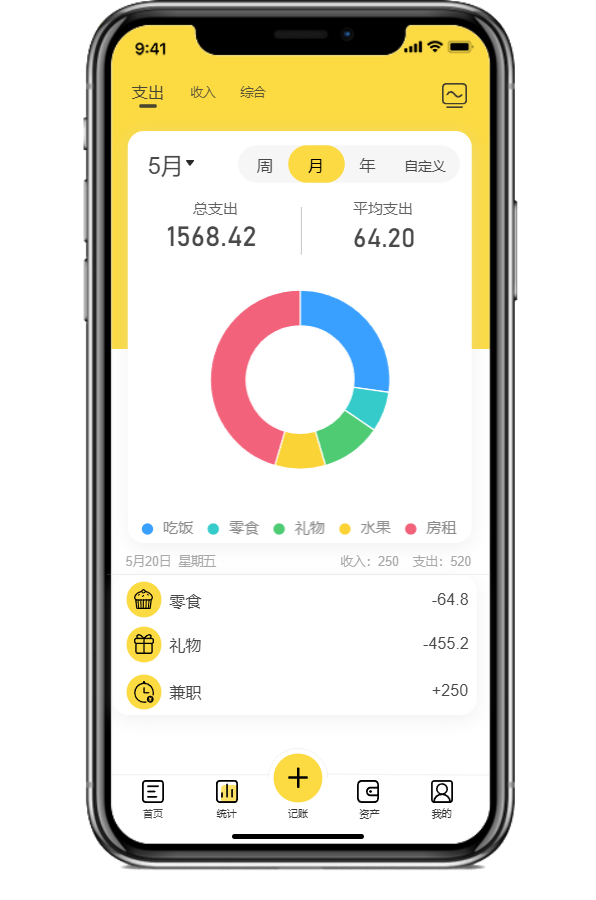 9:41
支出 收入 综合
5月 周 月 年 自定义
总支出 平均支出
1568.42 64.20
吃饭 零食 礼物 水果 房租
5月20日 星期五 收入：250 支出：520
零食 -64.8
礼物 -455.2
兼职 +250
首页 统计 记账 资产 我的